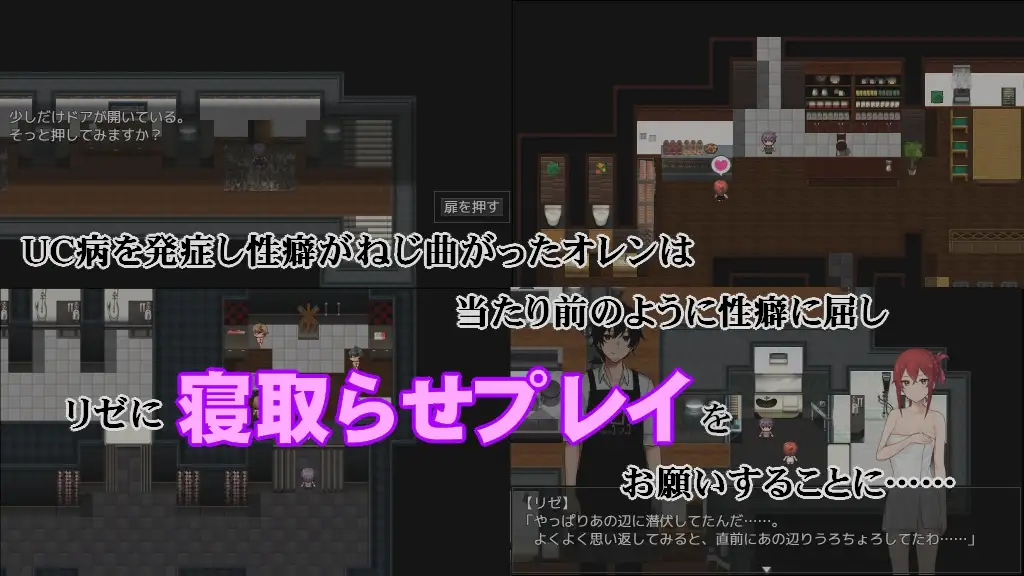 少しだけドアが開いている。
そっと押してみますか？
扉を押す
UC病を発症し性癖がねじ曲がったオレンは
当たり前のように性癖に屈し
リゼに寝取らせプレイを
お願いすることに……
【リゼ】
「やっぱりあの辺に潜伏してたんだ……。
よくよく思い返してみると、直前にあの辺りうろちょろしてたわ……」